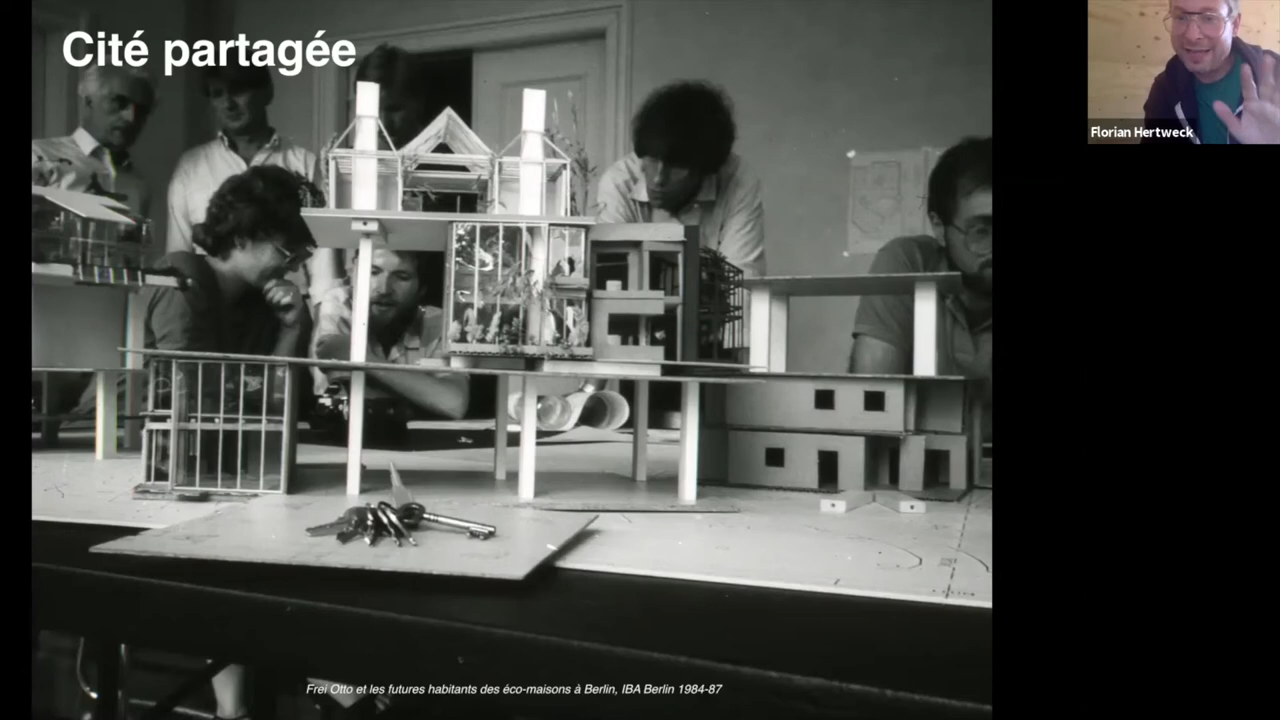 Cité partagée
Florian Hertweck
Frei Otto et les futures habitants des éco-maisons à Berlin, IBA Berlin 1984-87